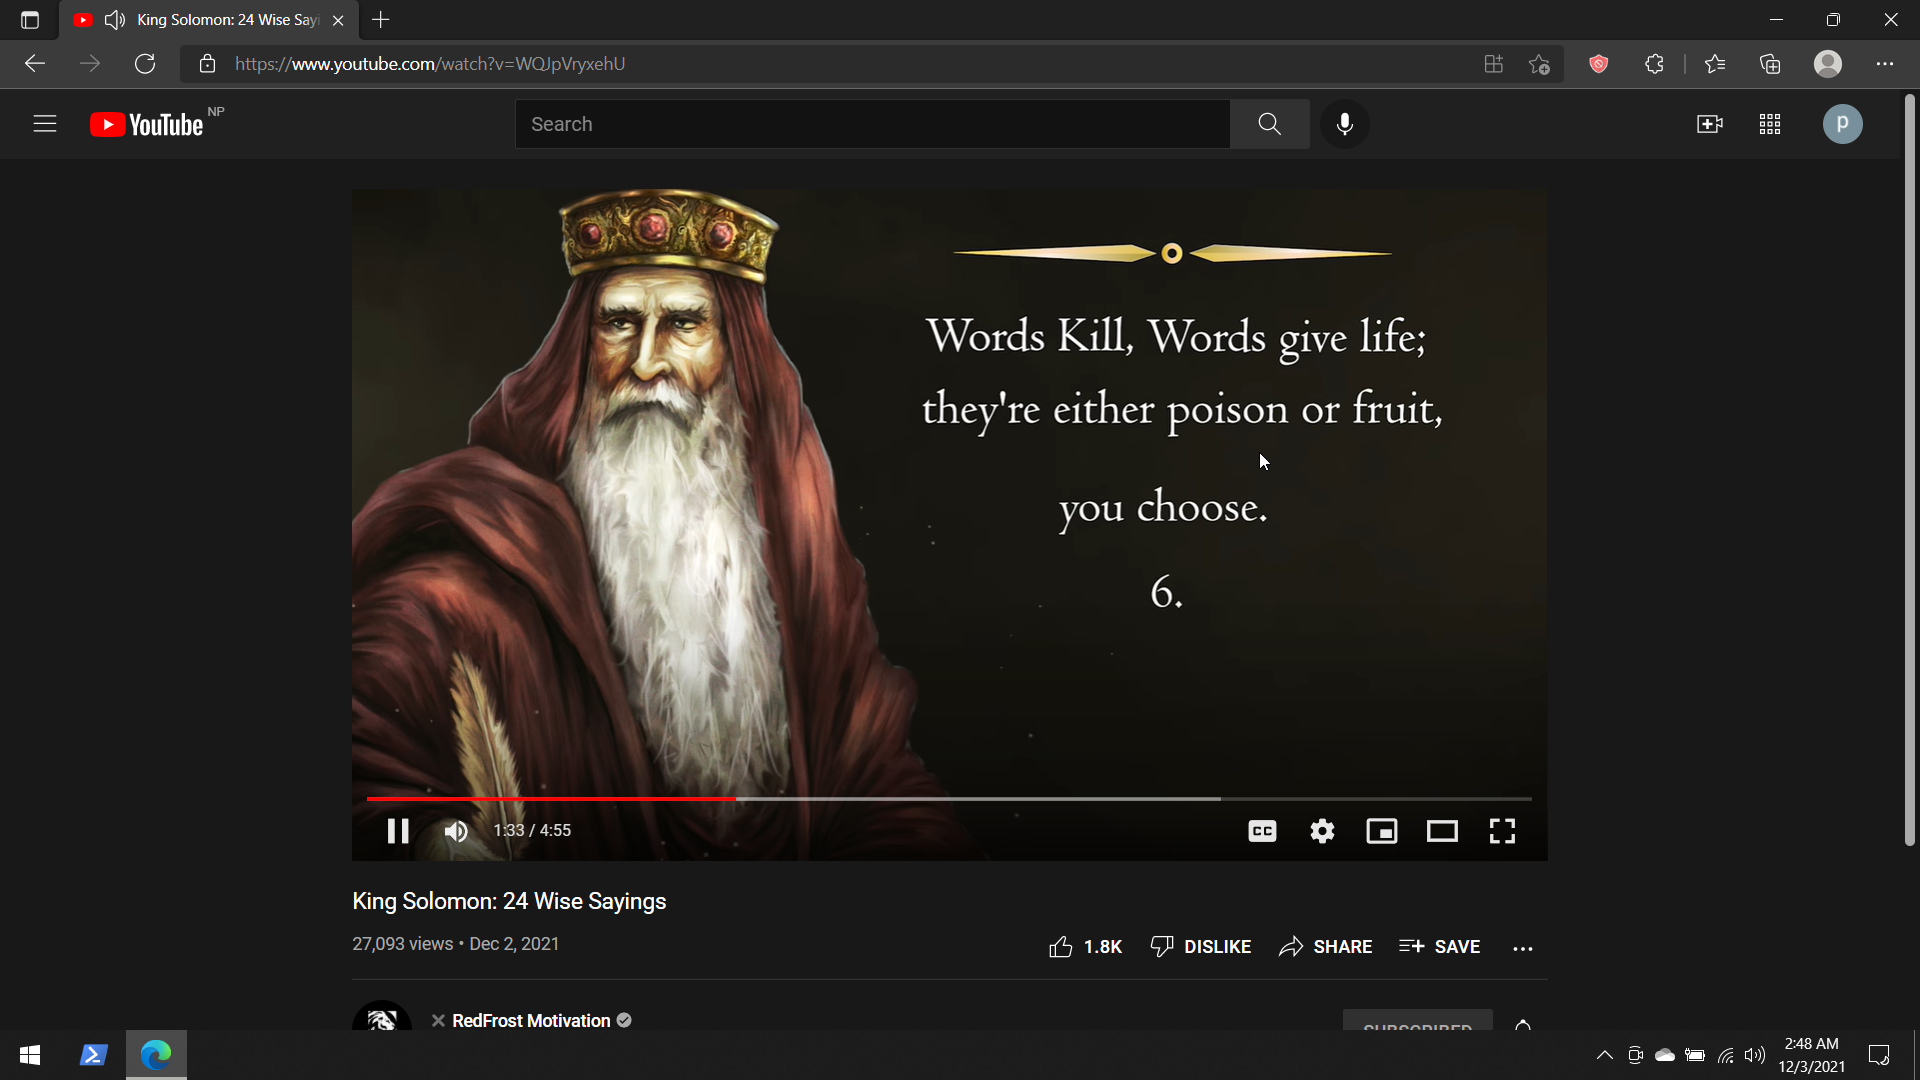 King Solomon: 24 Wise Sayi
https://www.youtube.com/watch?v=WQJpVryxehU
YouTube NP
Search
p
Words Kill, Words give life;
they're either poison or fruit,
you choose.
6.
1:33 / 4:55
CC
King Solomon: 24 Wise Sayings
27,093 views • Dec 2, 2021
1.8K DISLIKE SHARE SAVE
RedFrost Motivation
SUBSCRIBED
2:48 AM
12/3/2021